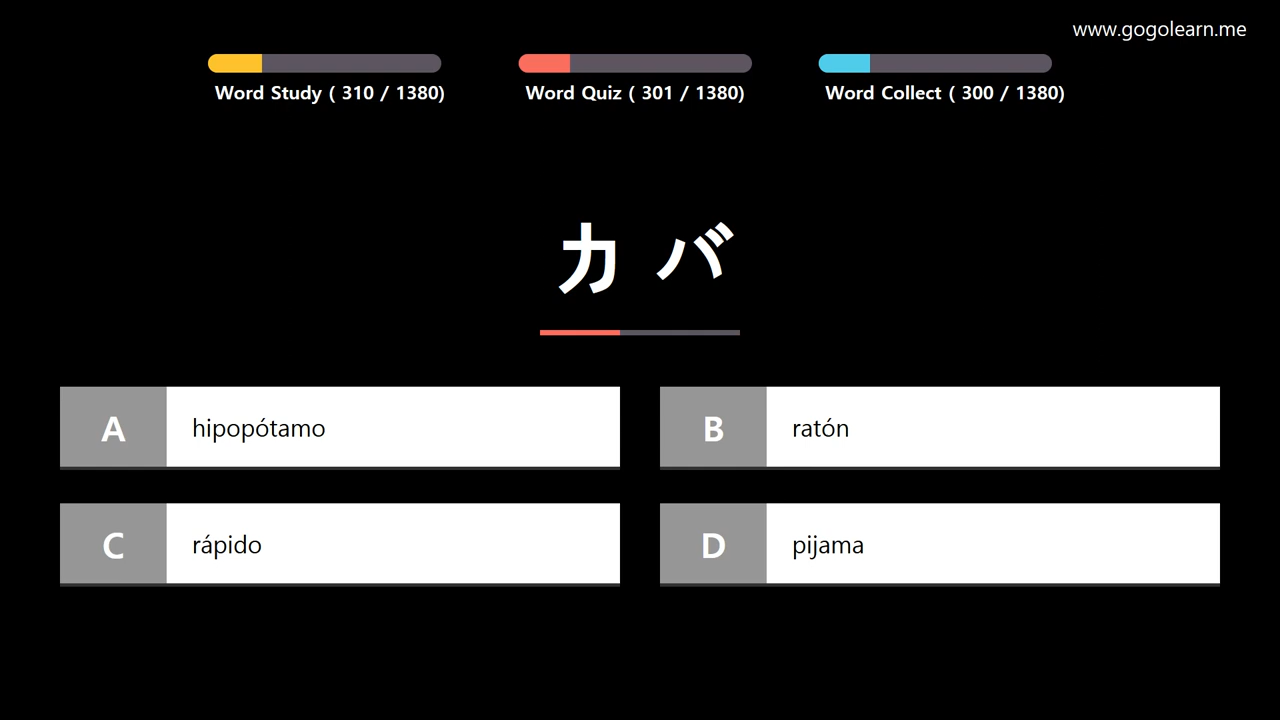 www.gogolearn.me
Word Study ( 310 / 1380)
Word Quiz ( 301 / 1380)
Word Collect ( 300 / 1380)
カバ
A hipopótamo
B ratón
C rápido
D pijama